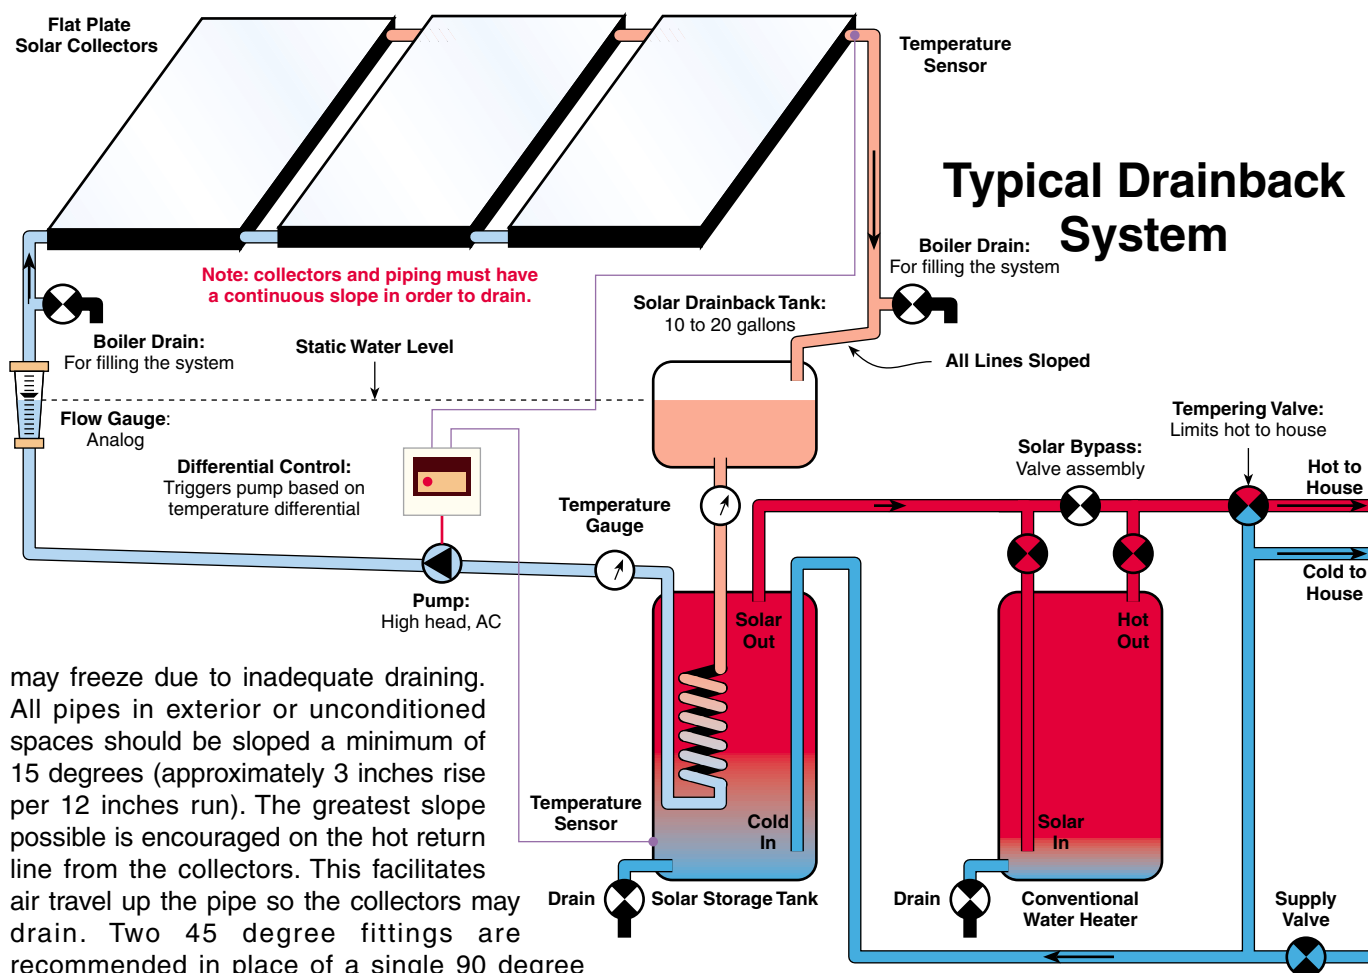 Flat Plate
Solar Collectors
Temperature
Sensor
Typical Drainback
System
Note: collectors and piping must have
a continuous slope in order to drain.
Boiler Drain:
For filling the system
Solar Drainback Tank:
10 to 20 gallons
Boiler Drain:
For filling the system
Static Water Level
All Lines Sloped
Flow Gauge:
Analog
Tempering Valve:
Limits hot to house
Solar Bypass:
Valve assembly
Hot to
House
Differential Control:
Triggers pump based on
temperature differential
Temperature
Gauge
Cold to
House
Pump:
High head, AC
Solar
Out
Hot
Out
may freeze due to inadequate draining.
All pipes in exterior or unconditioned
spaces should be sloped a minimum of
15 degrees (approximately 3 inches rise
per 12 inches run). The greatest slope
possible is encouraged on the hot return
line from the collectors. This facilitates
air travel up the pipe so the collectors may
drain. Two 45 degree fittings are
recommended in place of a single 90 degree
Temperature
Sensor
Cold
In
Solar
In
Drain
Solar Storage Tank
Drain
Conventional
Water Heater
Supply
Valve